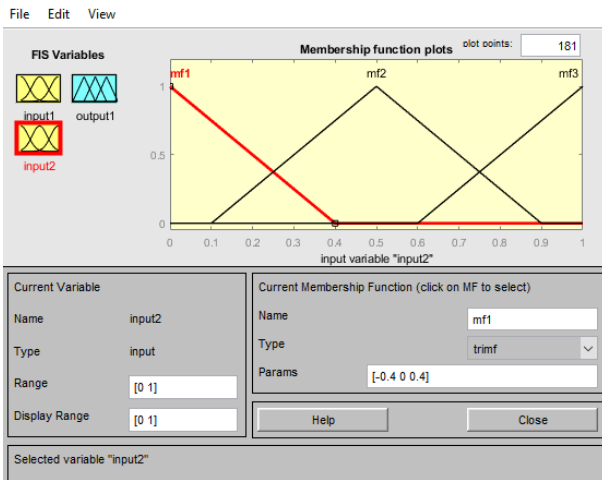 File Edit View
FIS Variables
Membership function plots plot points: 181
input1 output1
input2
mf1 mf2 mf3
1
0.5
0
0 0.1 0.2 0.3 0.4 0.5 0.6 0.7 0.8 0.9 1
input variable "input2"
Current Variable
Name input2
Type input
Range [0 1]
Display Range [0 1]
Current Membership Function (click on MF to select)
Name mf1
Type trimf
Params [-0.4 0 0.4]
Help Close
Selected variable "input2"